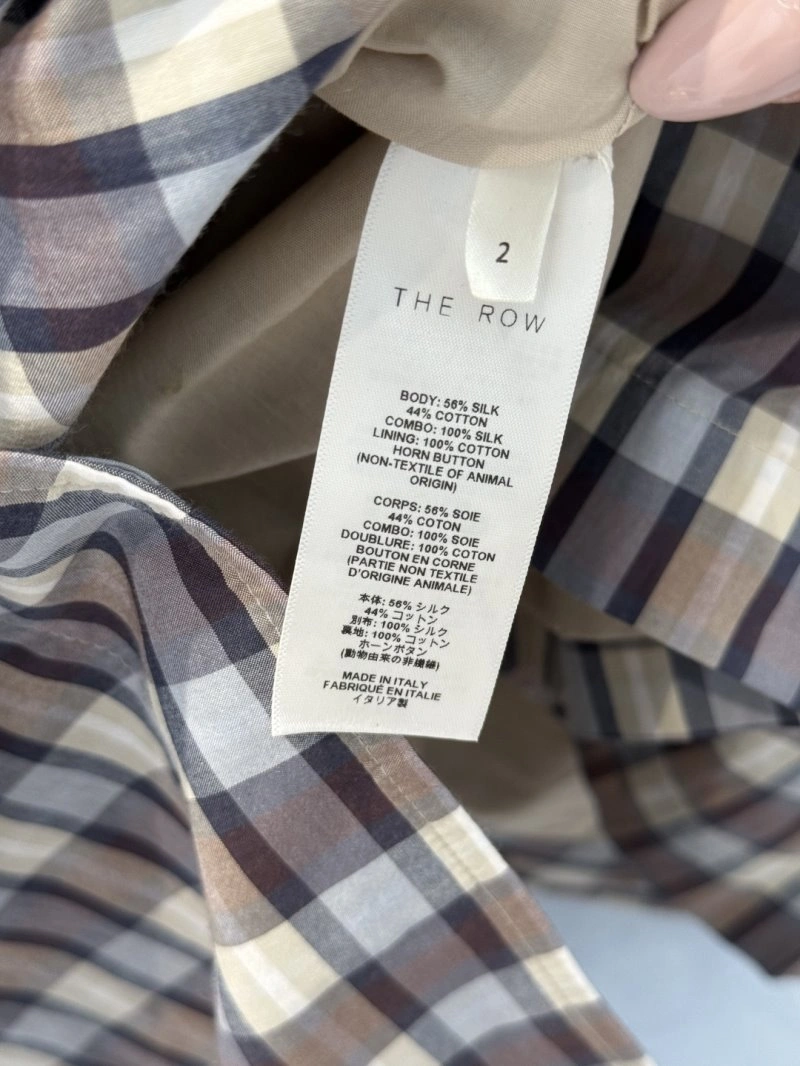 2
THE ROW
BODY: 56% SILK
44% COTTON
COMBO: 100% SILK
LINING: 100% COTTON
HORN BUTTON
(NON-TEXTILE OF ANIMAL
ORIGIN)
CORPS: 56% SOIE
44% COTON
COMBO: 100% SOIE
DOUBLURE: 100% COTON
BOUTON EN CORNE
(PARTIE NON TEXTILE
D'ORIGINE ANIMALE)
本体: 56% シルク
44% コットン
別布: 100% シルク
裏地: 100% コットン
ホーンボタン
(動物由来の非繊維)
MADE IN ITALY
FABRIQUÉ EN ITALIE
イタリア製